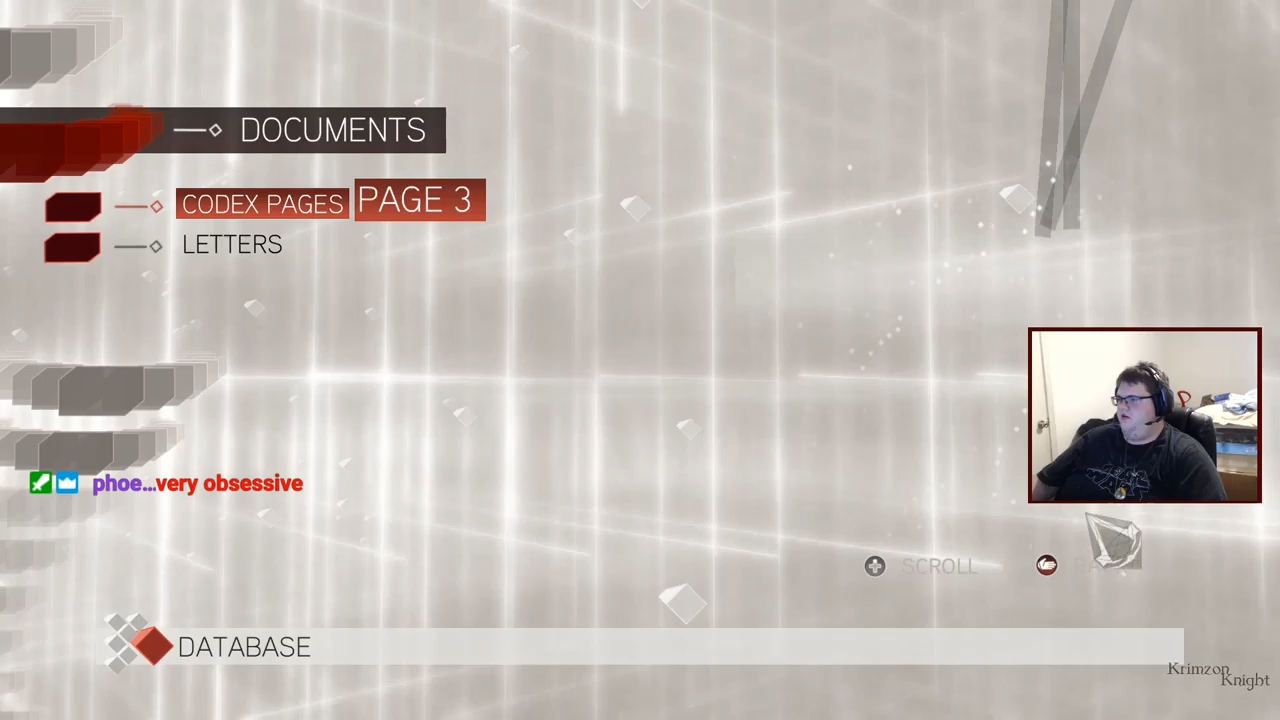 DOCUMENTS
CODEX PAGES PAGE 3
LETTERS
phoe...very obsessive
SCROLL
DATABASE
Krimzon
Knight